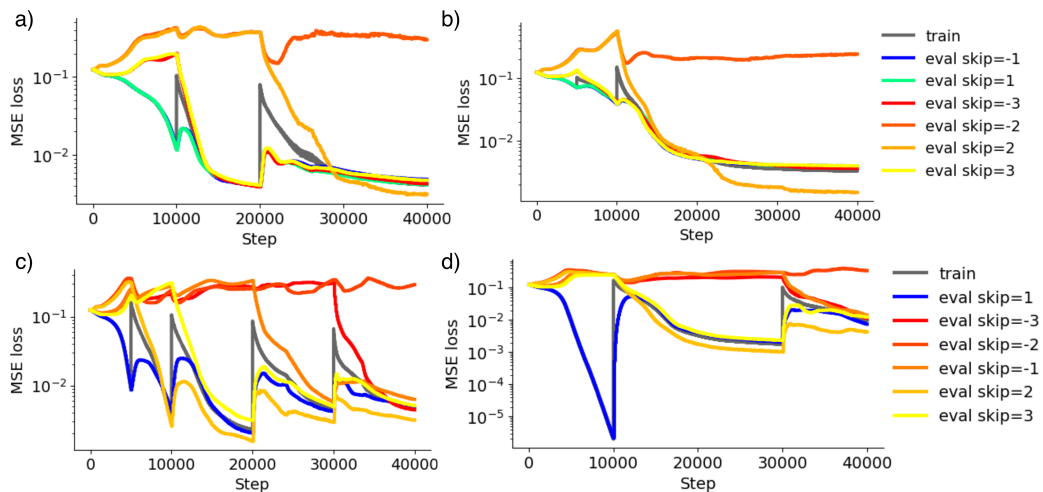 a)
MSE loss
10⁻¹
10⁻²
0 10000 20000 30000 40000
Step
b)
MSE loss
10⁻¹
10⁻²
0 10000 20000 30000 40000
Step
train
eval skip=-1
eval skip=1
eval skip=-3
eval skip=-2
eval skip=2
eval skip=3
c)
MSE loss
10⁻¹
10⁻²
0 10000 20000 30000 40000
Step
d)
MSE loss
10⁻¹
10⁻²
10⁻³
10⁻⁴
10⁻⁵
0 10000 20000 30000 40000
Step
train
eval skip=1
eval skip=-3
eval skip=-2
eval skip=-1
eval skip=2
eval skip=3